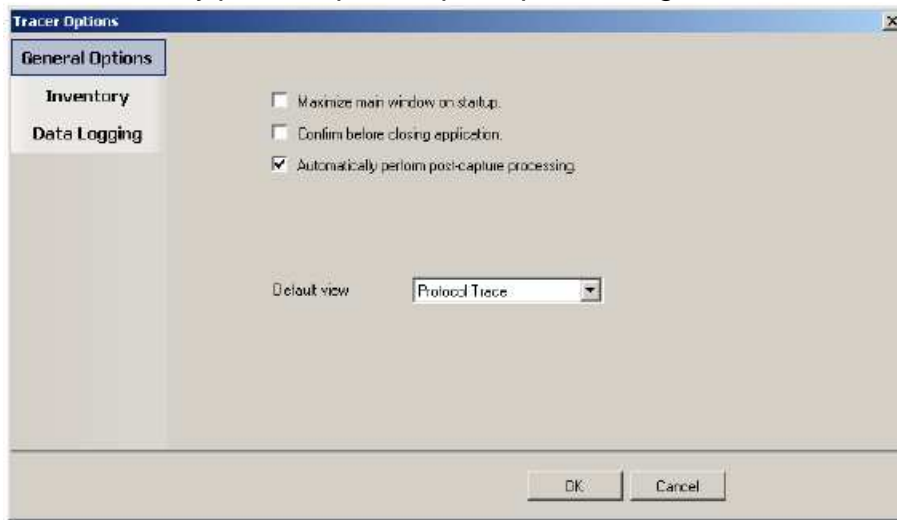 Tracer Options
General Options
Inventory
Data Logging
Maximize main window on startup.
Confirm before closing application.
Automatically perform post-capture processing.
Default view
Protocol Trace
OK
Cancel